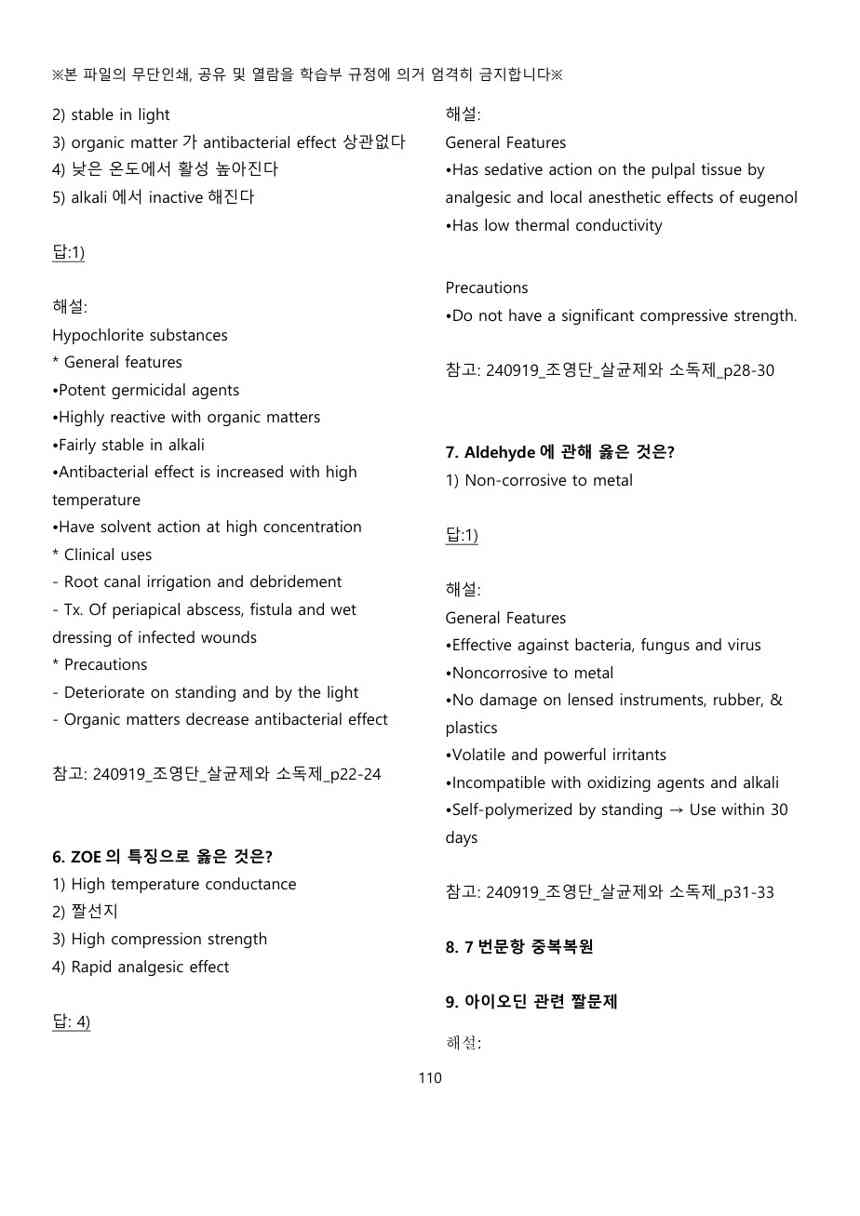 ※본 파일의 무단인쇄, 공유 및 열람을 학습부 규정에 의거 엄격히 금지합니다※
2) stable in light
3) organic matter 가 antibacterial effect 상관없다
4) 낮은 온도에서 활성 높아진다
5) alkali 에서 inactive 해진다
답:1)
해설:
Hypochlorite substances
* General features
•Potent germicidal agents
•Highly reactive with organic matters
•Fairly stable in alkali
•Antibacterial effect is increased with high
temperature
•Have solvent action at high concentration
* Clinical uses
- Root canal irrigation and debridement
- Tx. Of periapical abscess, fistula and wet
dressing of infected wounds
* Precautions
- Deteriorate on standing and by the light
- Organic matters decrease antibacterial effect
참고: 240919_조영단_살균제와 소독제_p22-24
6. ZOE 의 특징으로 옳은 것은?
1) High temperature conductance
2) 짤선지
3) High compression strength
4) Rapid analgesic effect
답: 4)
해설:
General Features
•Has sedative action on the pulpal tissue by
analgesic and local anesthetic effects of eugenol
•Has low thermal conductivity
Precautions
•Do not have a significant compressive strength.
참고: 240919_조영단_살균제와 소독제_p28-30
7. Aldehyde 에 관해 옳은 것은?
1) Non-corrosive to metal
답:1)
해설:
General Features
•Effective against bacteria, fungus and virus
•Noncorrosive to metal
•No damage on lensed instruments, rubber, &
plastics
•Volatile and powerful irritants
•Incompatible with oxidizing agents and alkali
•Self-polymerized by standing → Use within 30
days
참고: 240919_조영단_살균제와 소독제_p31-33
8. 7 번문항 중복복원
9. 아이오딘 관련 짤문제
해설:
110